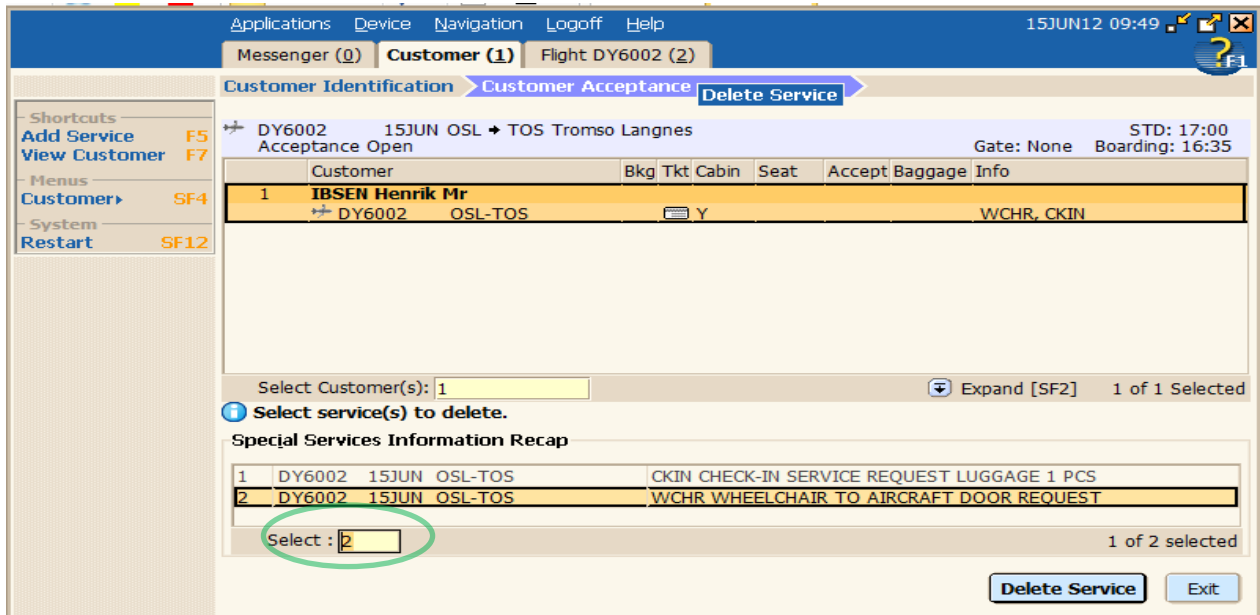 Applications Device Navigation Logoff Help 15JUN12 09:49
Messenger (0) Customer (1) Flight DY6002 (2)
?F1
Customer Identification Customer Acceptance Delete Service
Shortcuts
Add Service F5
View Customer F7
Menus
Customer SF4
System
Restart SF12
DY6002 15JUN OSL → TOS Tromso Langnes STD: 17:00
Acceptance Open Gate: None Boarding: 16:35
Customer Bkg Tkt Cabin Seat Accept Baggage Info
1 IBSEN Henrik Mr
DY6002 OSL-TOS Y WCHR, CKIN
Select Customer(s): 1 Expand [SF2] 1 of 1 Selected
Select service(s) to delete.
Special Services Information Recap
1 DY6002 15JUN OSL-TOS CKIN CHECK-IN SERVICE REQUEST LUGGAGE 1 PCS
2 DY6002 15JUN OSL-TOS WCHR WHEELCHAIR TO AIRCRAFT DOOR REQUEST
Select : 2 1 of 2 selected
Delete Service Exit